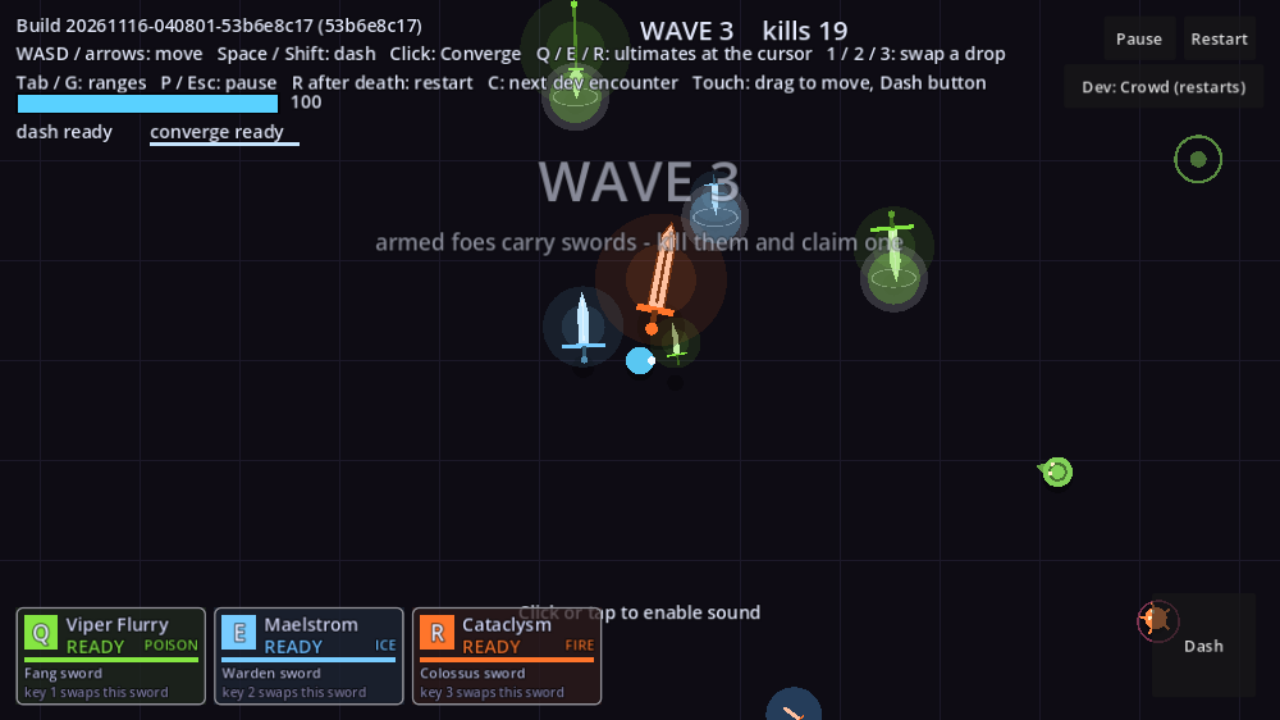 Build 20261116-040801-53b6e8c17 (53b6e8c17)
WAVE 3 kills 19
Pause
Restart
WASD / arrows: move Space / Shift: dash Click: Converge Q / E / R: ultimates at the cursor 1 / 2 / 3: swap a drop
Tab / G: ranges P / Esc: pause R after death: restart C: next dev encounter Touch: drag to move, Dash button
Dev: Crowd (restarts)
100
dash ready
converge ready
WAVE 3
armed foes carry swords - kill them and claim one
Click or tap to enable sound
Q
Viper Flurry
READY
POISON
Fang sword
key 1 swaps this sword
E
Maelstrom
READY
ICE
Warden sword
key 2 swaps this sword
R
Cataclysm
READY
FIRE
Colossus sword
key 3 swaps this sword
Dash